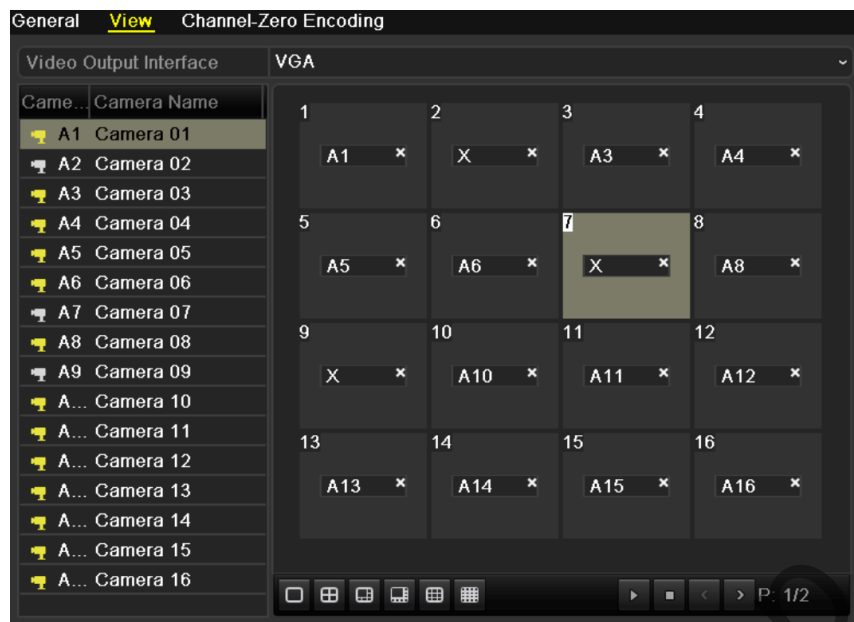 General View Channel-Zero Encoding
Video Output Interface VGA
Came... Camera Name
A1 Camera 01
A2 Camera 02
A3 Camera 03
A4 Camera 04
A5 Camera 05
A6 Camera 06
A7 Camera 07
A8 Camera 08
A9 Camera 09
A... Camera 10
A... Camera 11
A... Camera 12
A... Camera 13
A... Camera 14
A... Camera 15
A... Camera 16
1 2 3 4
A1 X A3 A4
5 6 7 8
A5 A6 X A8
9 10 11 12
X A10 A11 A12
13 14 15 16
A13 A14 A15 A16
P: 1/2